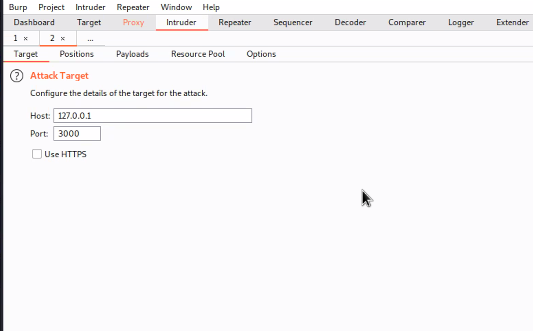 Burp Project Intruder Repeater Window Help
Dashboard Target Proxy Intruder Repeater Sequencer Decoder Comparer Logger Extender
1 × 2 × ...
Target Positions Payloads Resource Pool Options
? Attack Target
Configure the details of the target for the attack.
Host: 127.0.0.1
Port: 3000
Use HTTPS